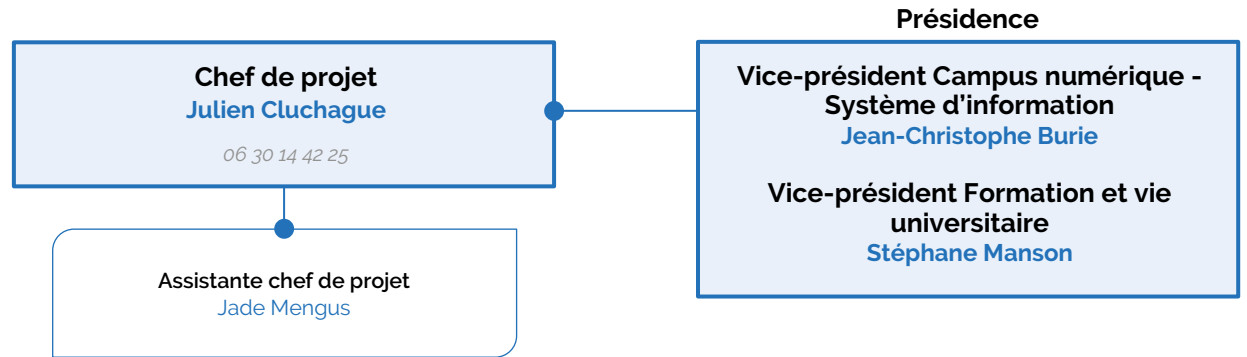 Présidence
Chef de projet
Julien Cluchague
06 30 14 42 25
Assistante chef de projet
Jade Mengus
Vice-président Campus numérique -
Système d’information
Jean-Christophe Burie
Vice-président Formation et vie
universitaire
Stéphane Manson